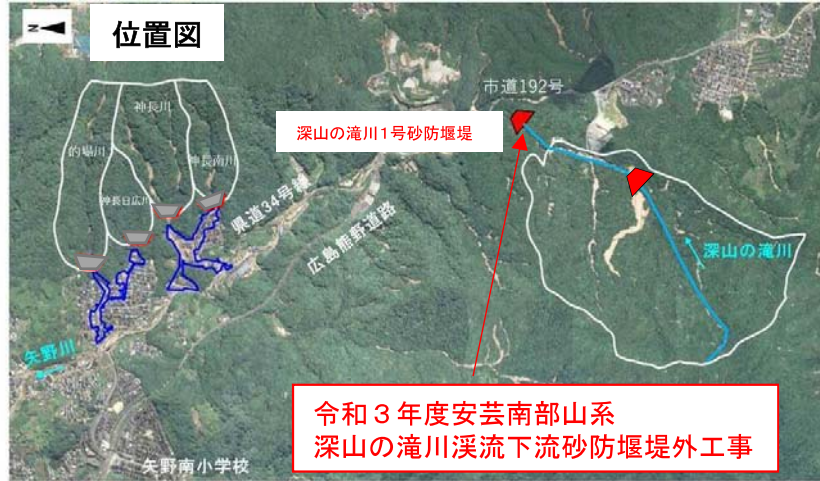 N
位置図
市道192号
神長川
深山の滝川1号砂防堰堤
的場川
神長南川
神長日広川
県道34号線
広島熊野道路
深山の滝川
矢野川
令和３年度安芸南部山系
深山の滝川渓流下流砂防堰堤外工事
矢野南小学校